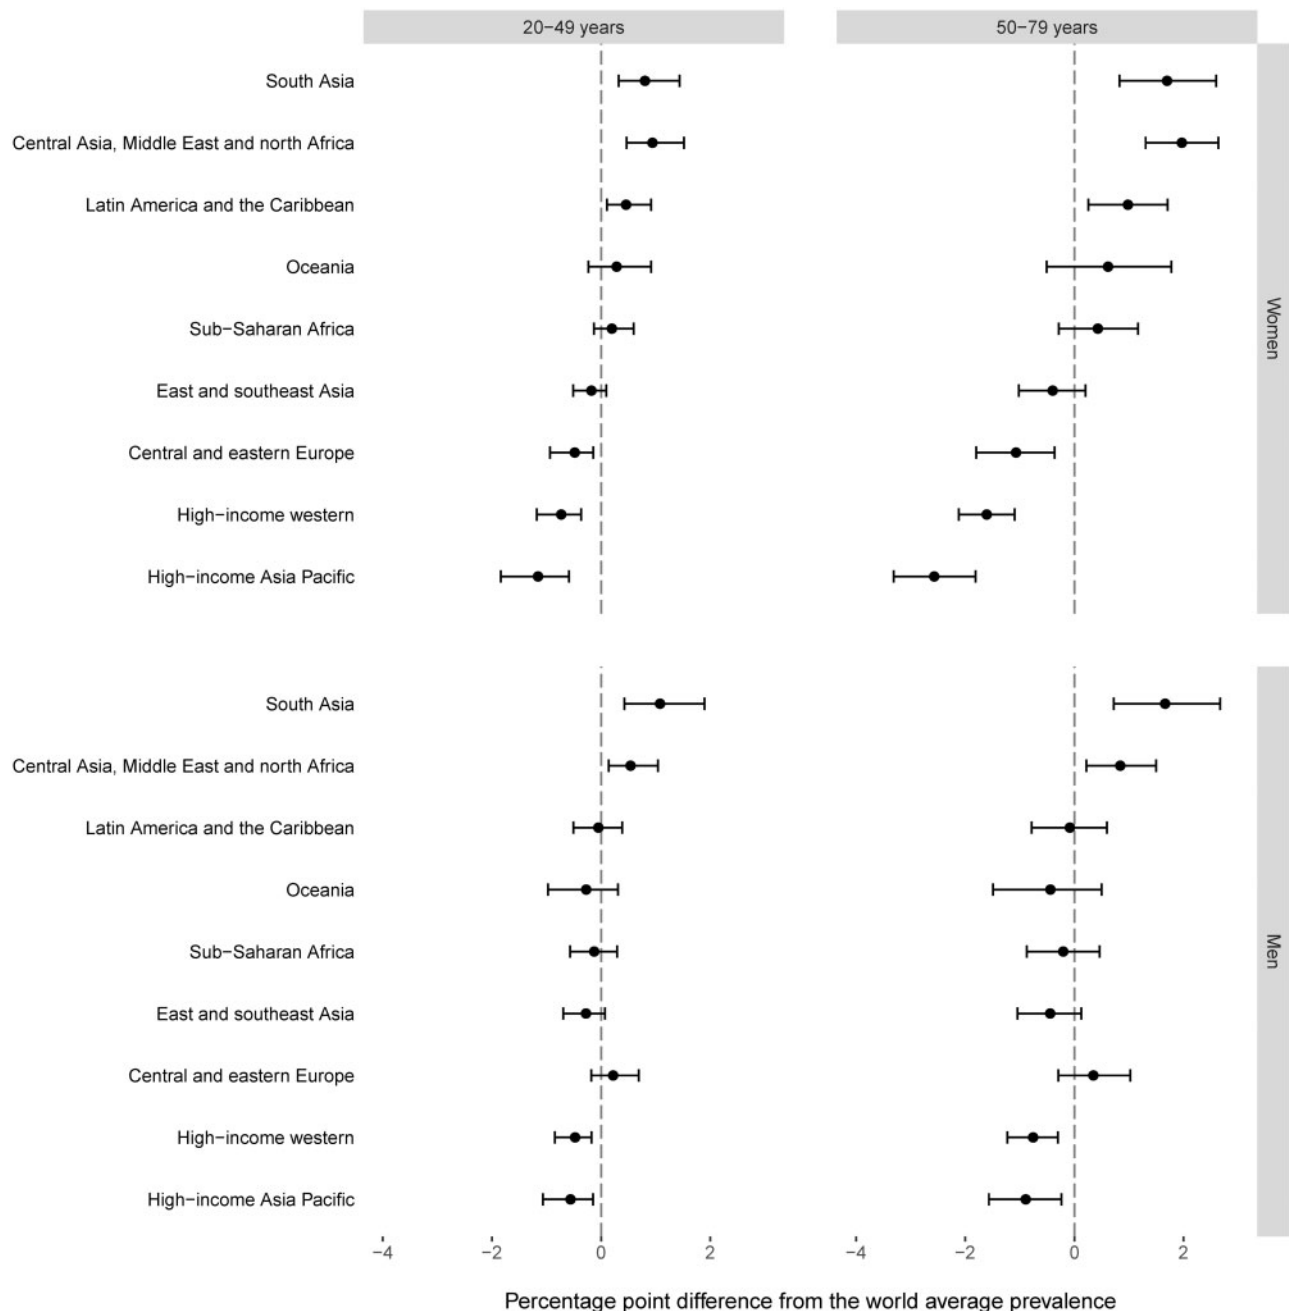 20−49 years
50−79 years
South Asia
Central Asia, Middle East and north Africa
Latin America and the Caribbean
Oceania
Sub−Saharan Africa
East and southeast Asia
Central and eastern Europe
High−income western
High−income Asia Pacific
Women
South Asia
Central Asia, Middle East and north Africa
Latin America and the Caribbean
Oceania
Sub−Saharan Africa
East and southeast Asia
Central and eastern Europe
High−income western
High−income Asia Pacific
Men
−4 −2 0 2
−4 −2 0 2
Percentage point difference from the world average prevalence